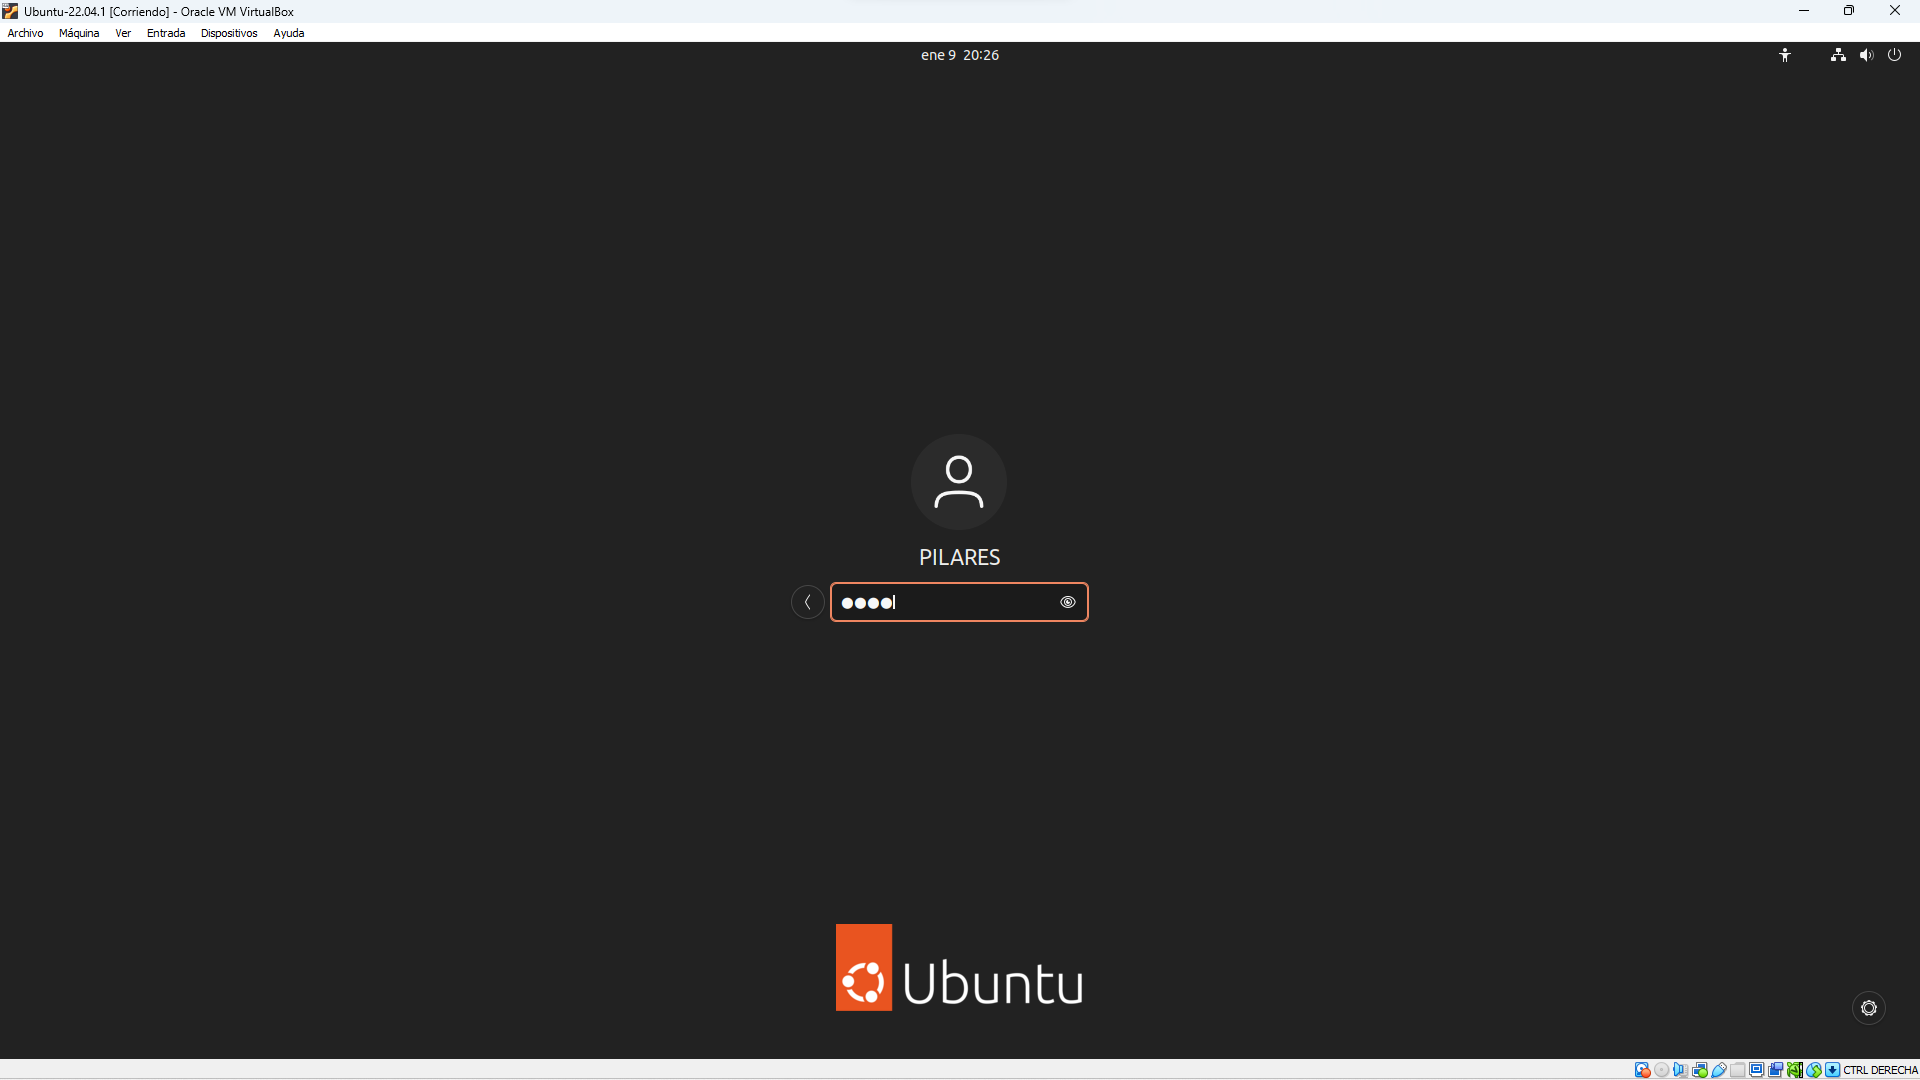 Ubuntu-22.04.1 [Corriendo] - Oracle VM VirtualBox
Archivo Máquina Ver Entrada Dispositivos Ayuda
ene 9 20:26
PILARES
Ubuntu
CTRL DERECHA